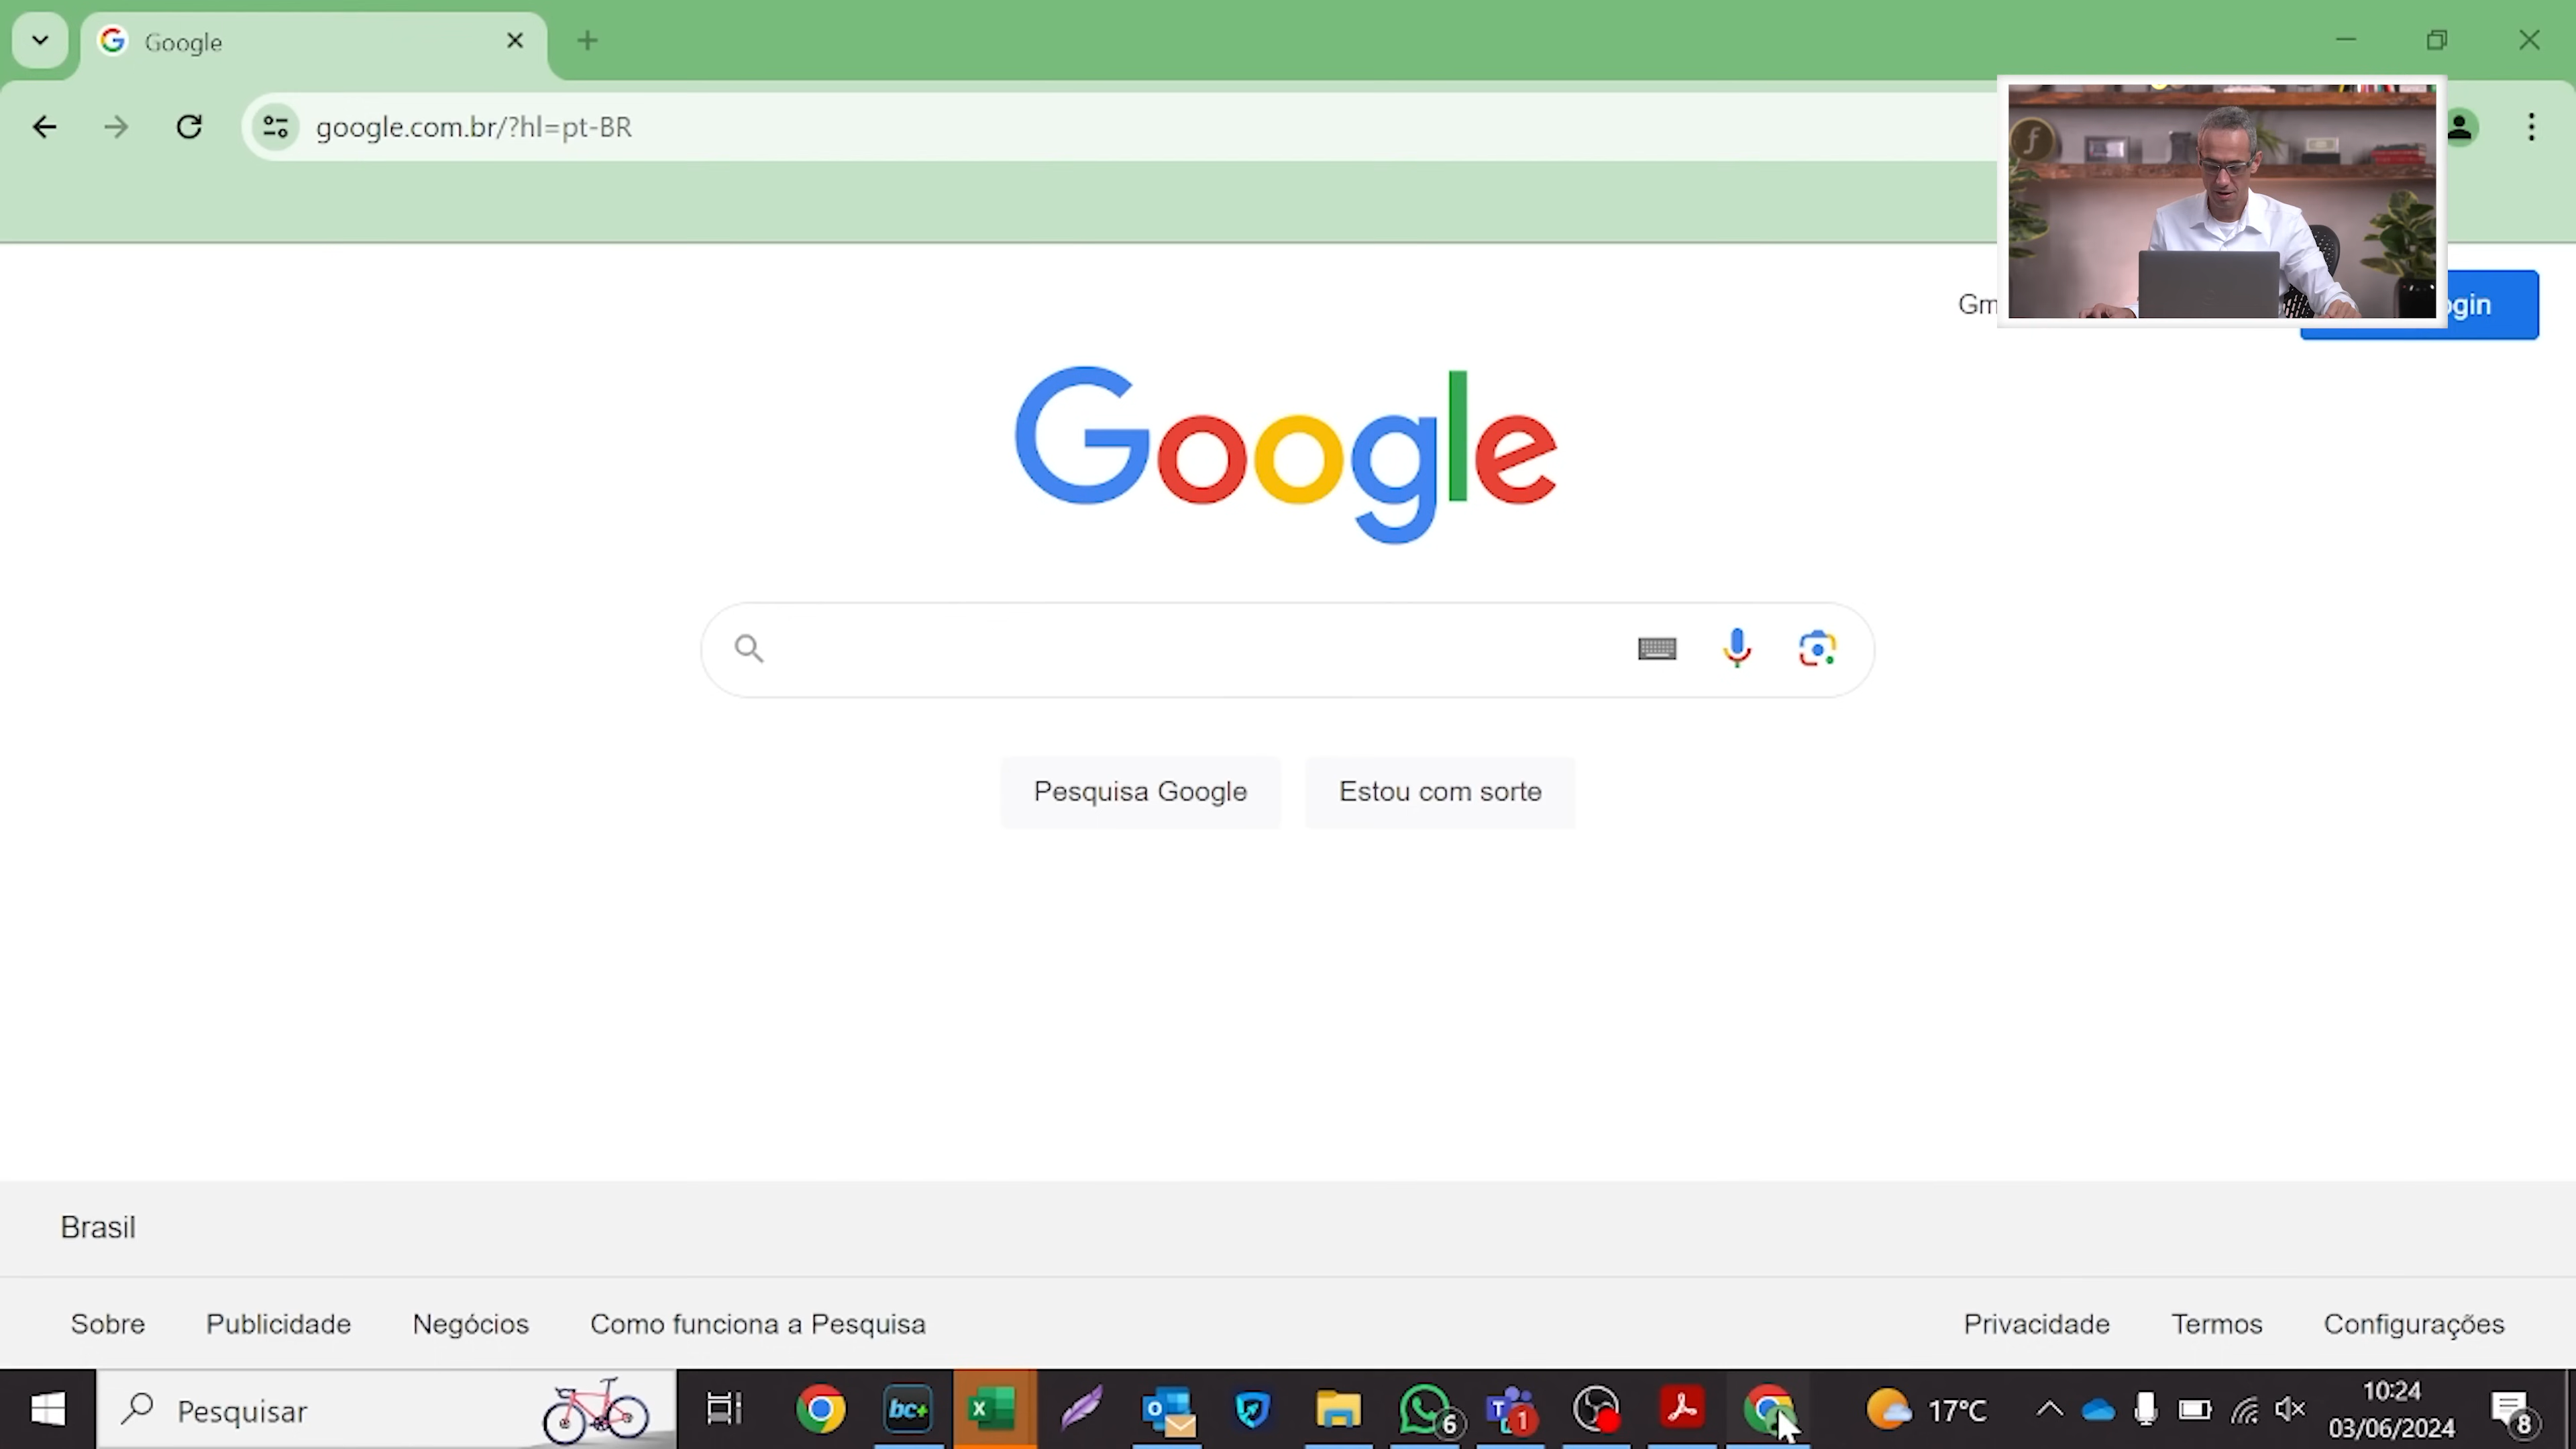 Google
google.com.br/?hl=pt-BR
Gm
gin
Google
Pesquisa Google
Estou com sorte
Brasil
Sobre
Publicidade
Negócios
Como funciona a Pesquisa
Privacidade
Termos
Configurações
Pesquisar
bc+
6
1
17°C
10:24
03/06/2024
8